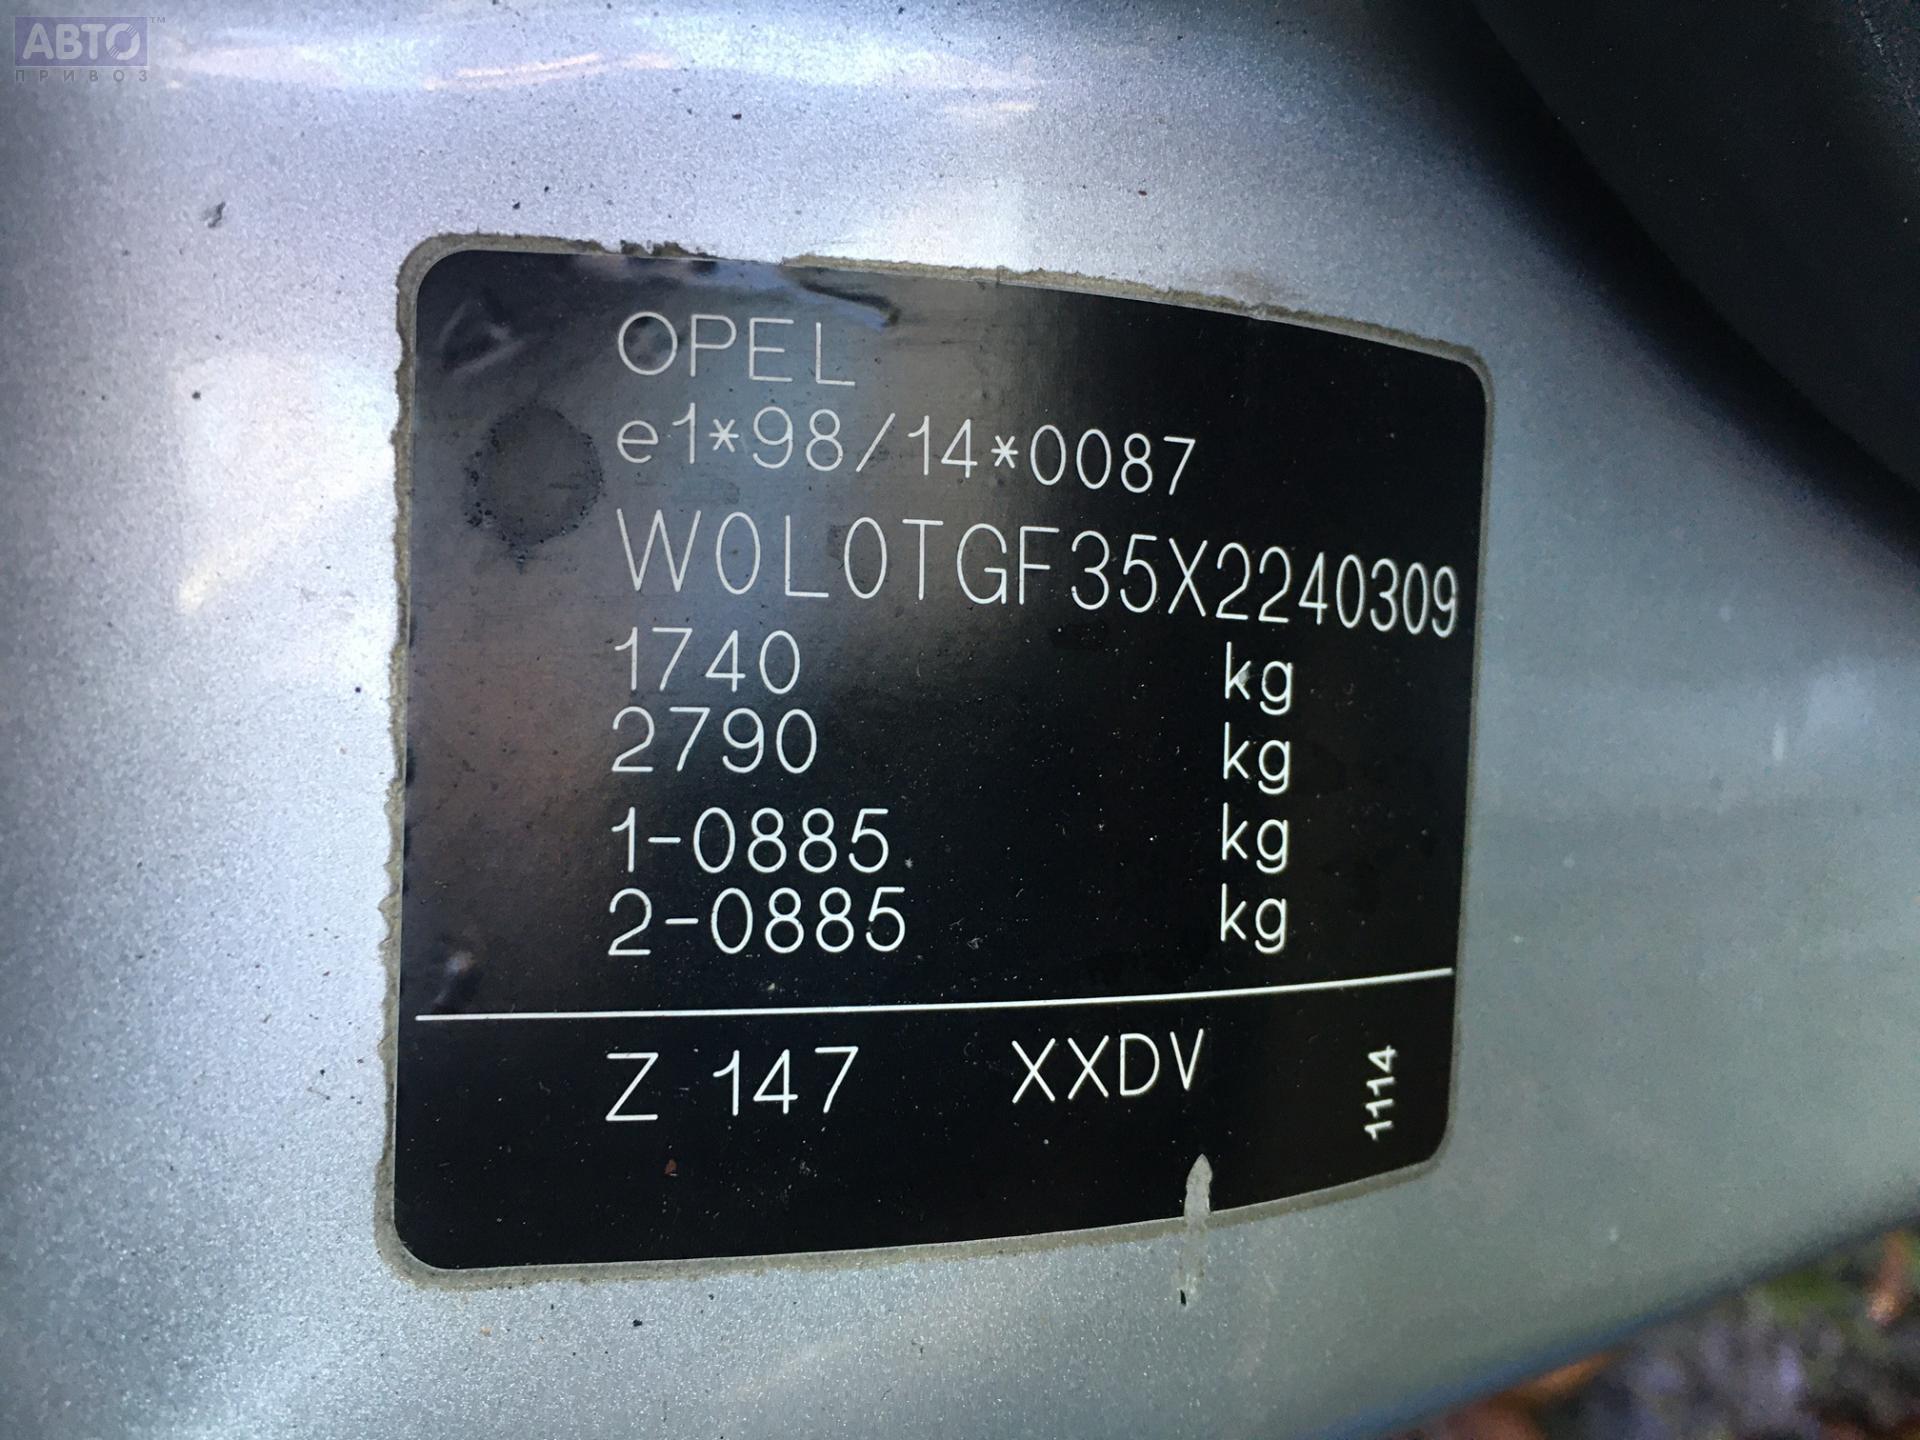 АВТО™
ПРИВОЗ
OPEL
e1*98/14*0087
W0L0TGF35X2240309
1740 kg
2790 kg
1-0885 kg
2-0885 kg
Z 147 XXDV
1114